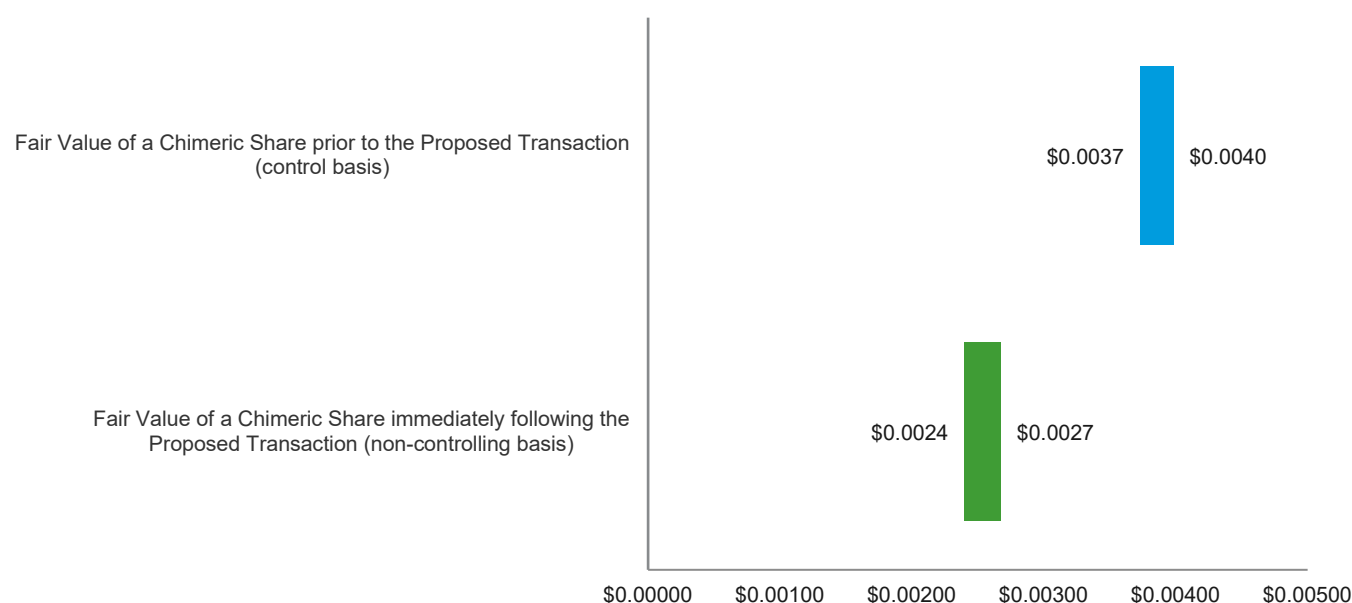 Fair Value of a Chimeric Share prior to the Proposed Transaction
(control basis)
$0.0037
$0.0040
Fair Value of a Chimeric Share immediately following the
Proposed Transaction (non-controlling basis)
$0.0024
$0.0027
$0.00000 $0.00100 $0.00200 $0.00300 $0.00400 $0.00500